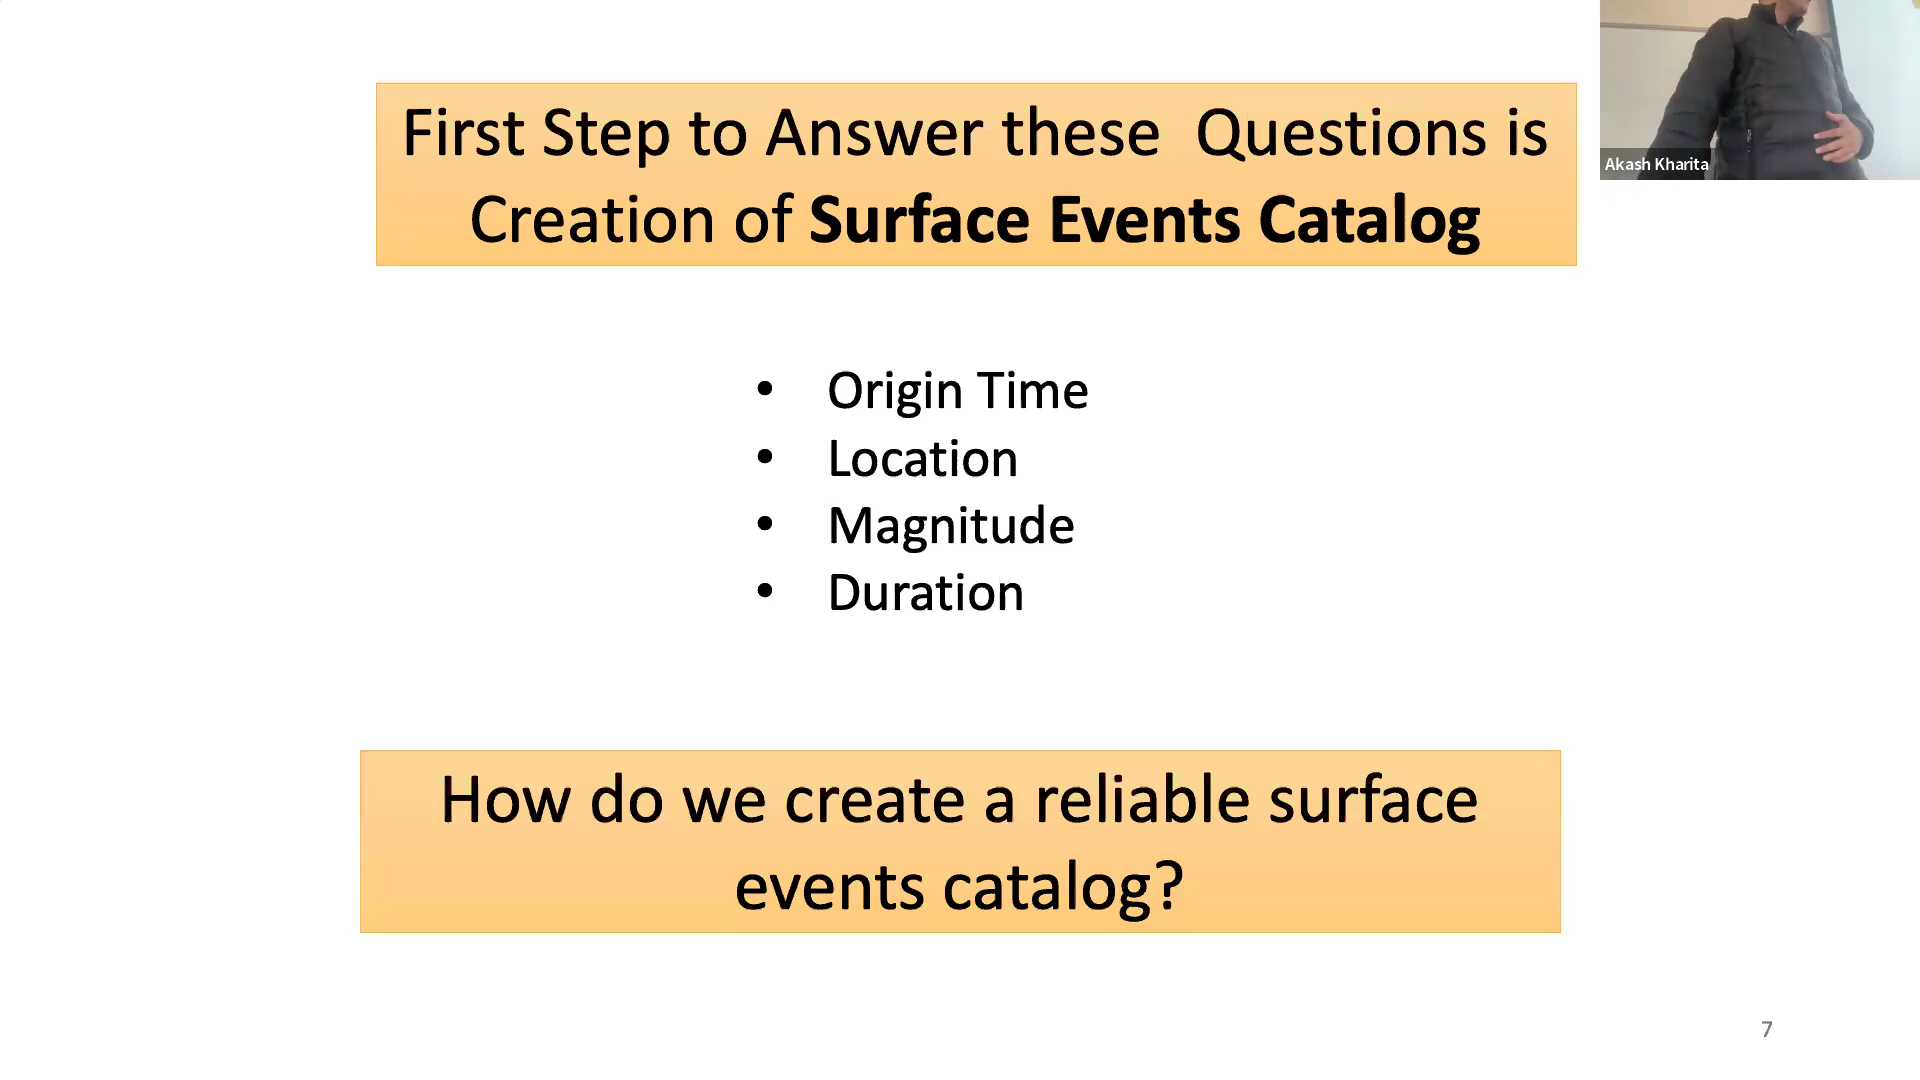 First Step to Answer these  Questions is
Creation of Surface Events Catalog
Akash Kharita
• Origin Time
• Location
• Magnitude
• Duration
How do we create a reliable surface
events catalog?
7